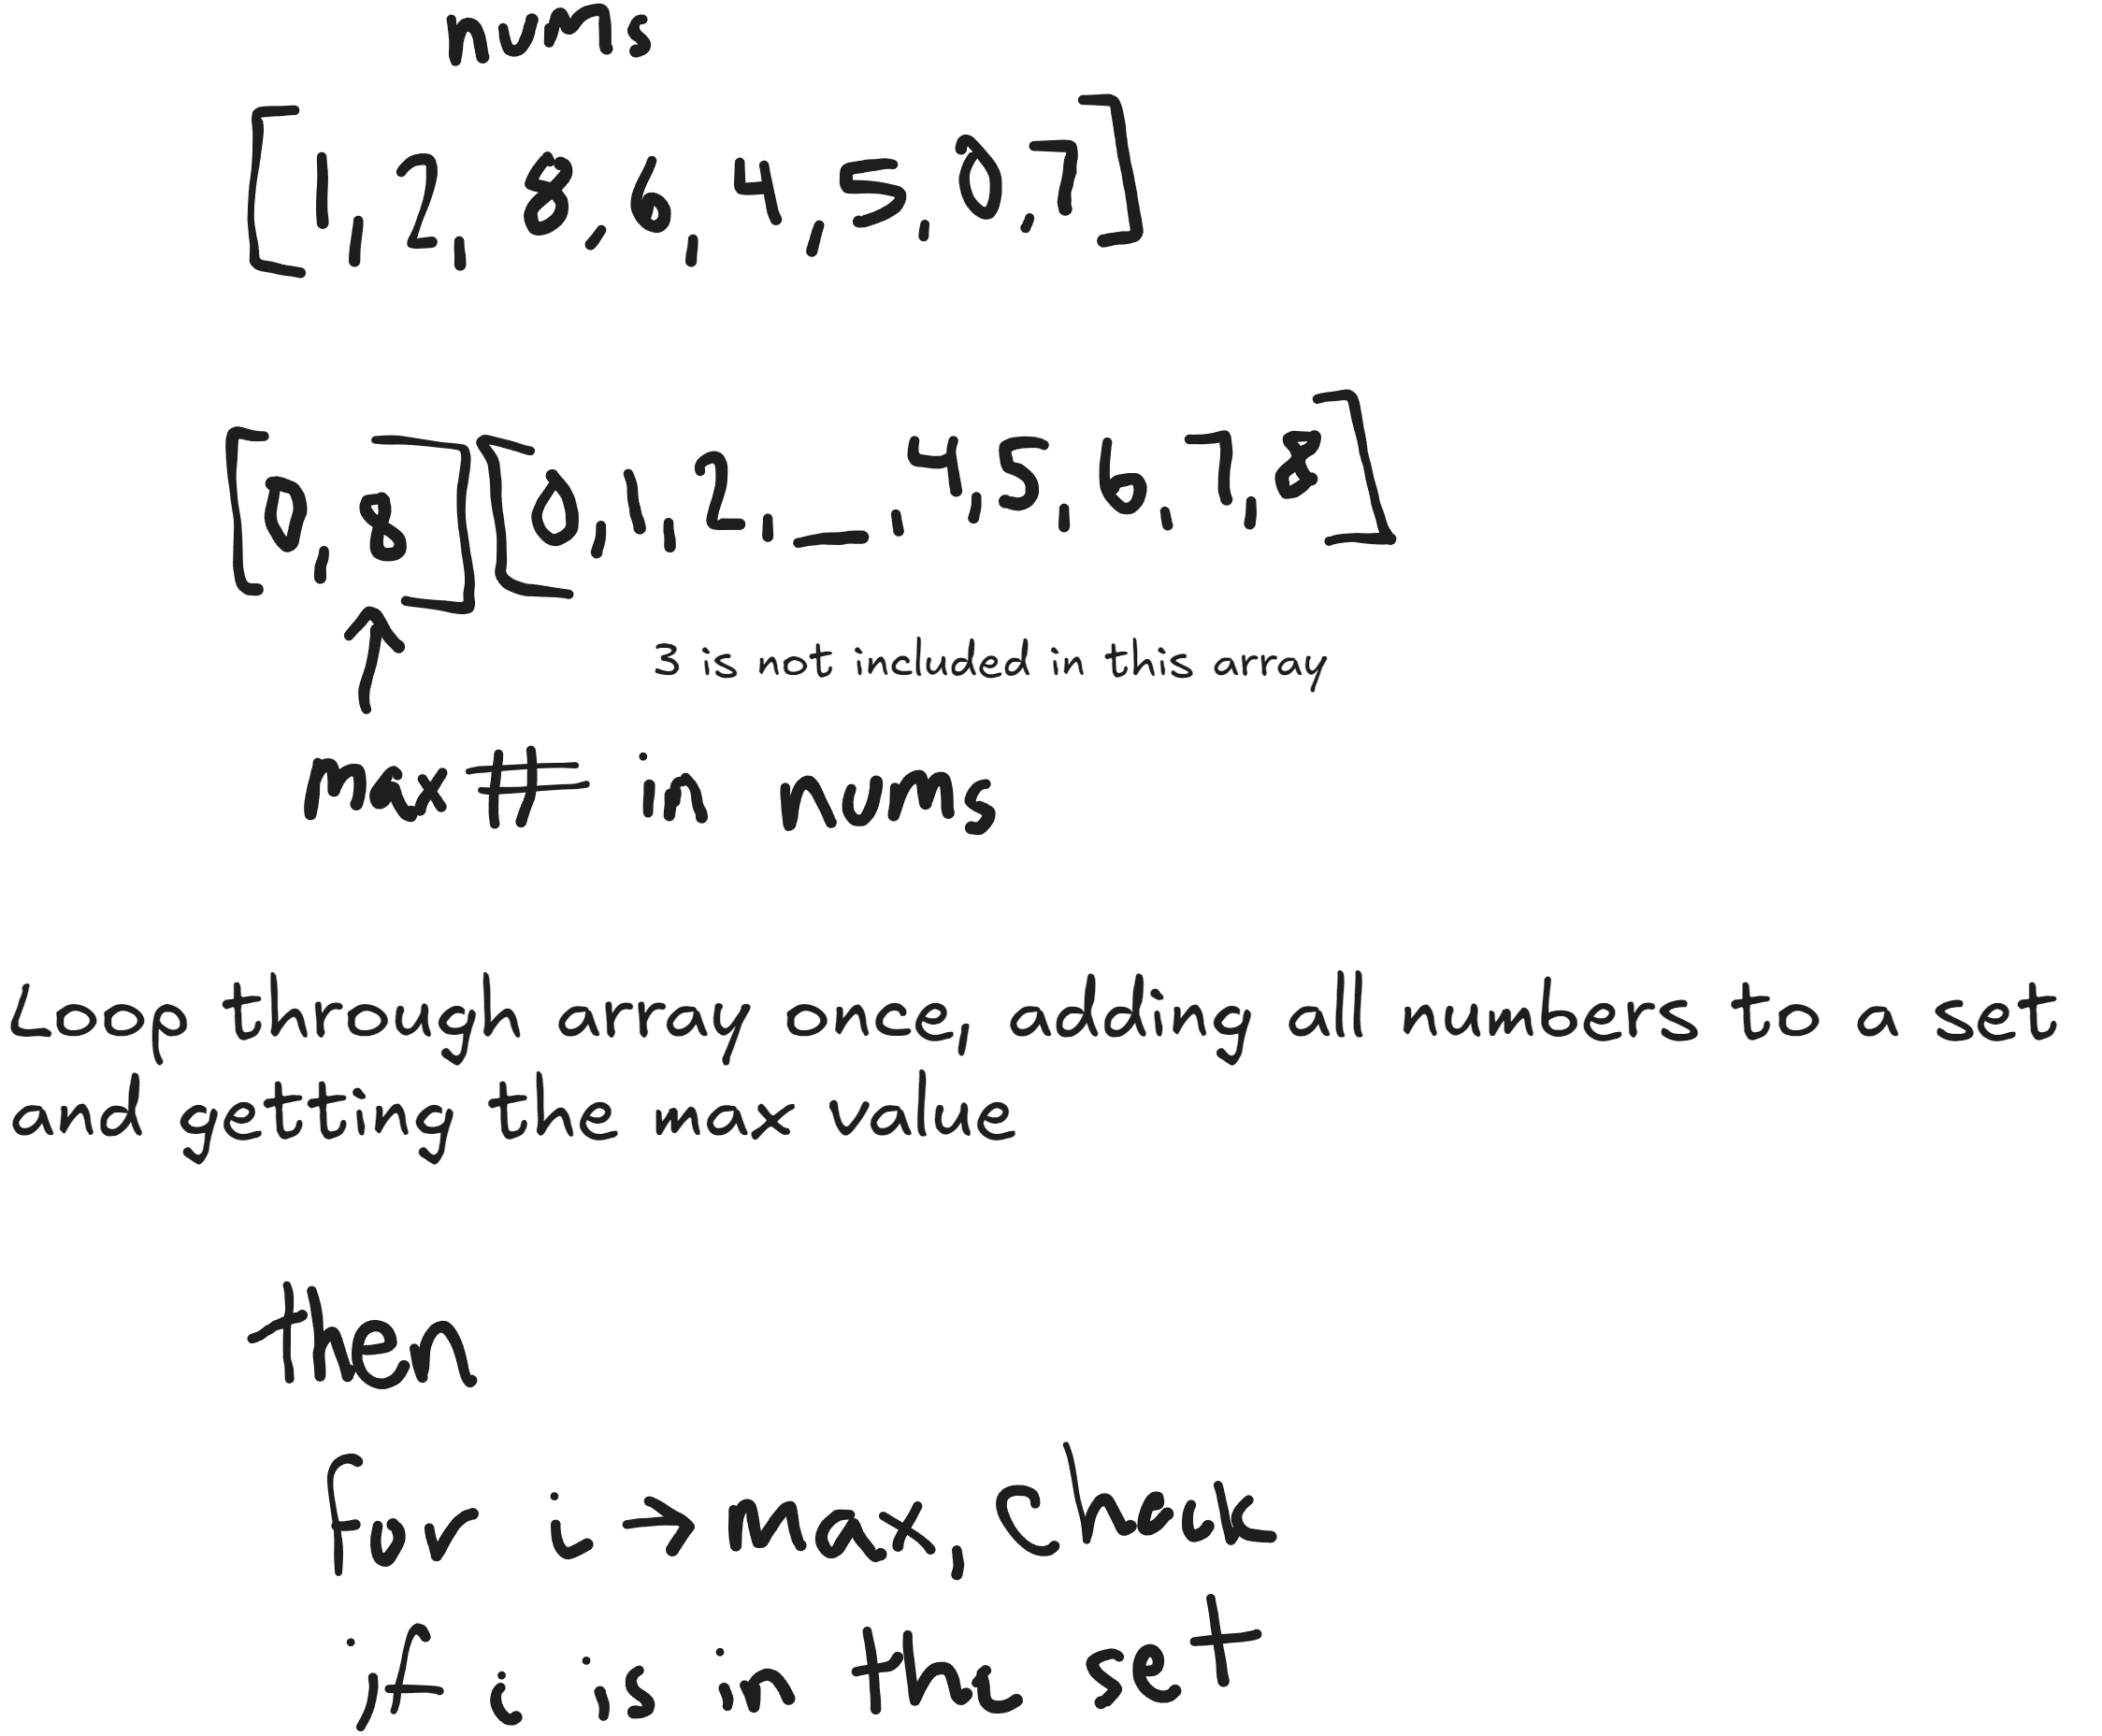 nums
[1, 2, 8, 6, 4, 5, 0, 7]
[0, 8] [0, 1, 2, __, 4, 5, 6, 7, 8]
↑
3 is not included in this array
max # in nums
Loop through array once, adding all numbers to a set
and getting the max value
then
for i → max, check
if i is in the set